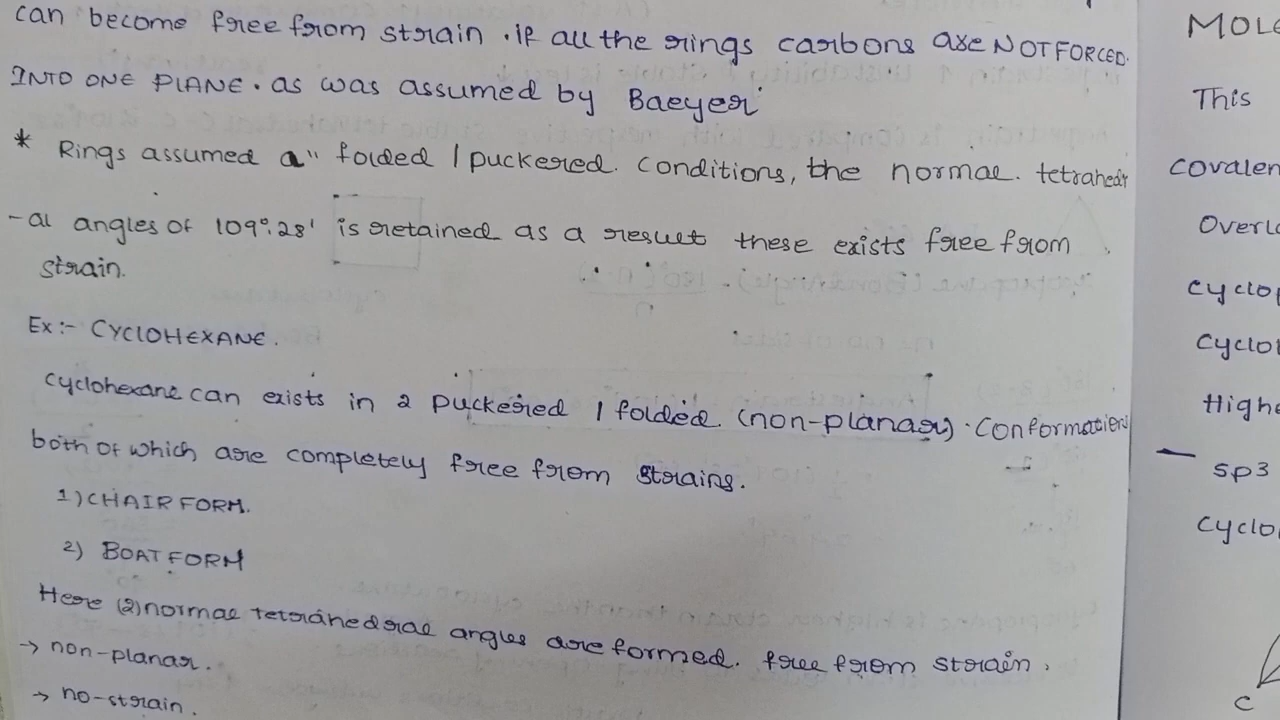 can become free from strain . if all the rings carbons are NOT FORCED.
INTO ONE PLANE. as was assumed by Baeyer
* Rings assumed a" folded / puckered. conditions, the normal. tetrahedr
-al angles of 109°.28' is retained as a result these exists free from
strain.
Ex:- CYCLOHEXANE.
cyclohexane can exists in 2 puckered / folded (non-planar) . conformations
both of which are completely free from strains.
1) CHAIR FORM.
2) BOAT FORM
Here (2) normal tetrahedral angles are formed. free from strain.
→ non-planar.
→ no-strain.
MOLE
This
covalen
Overl
cyclo
cyclo
Highe
— sp3
cyclo
C